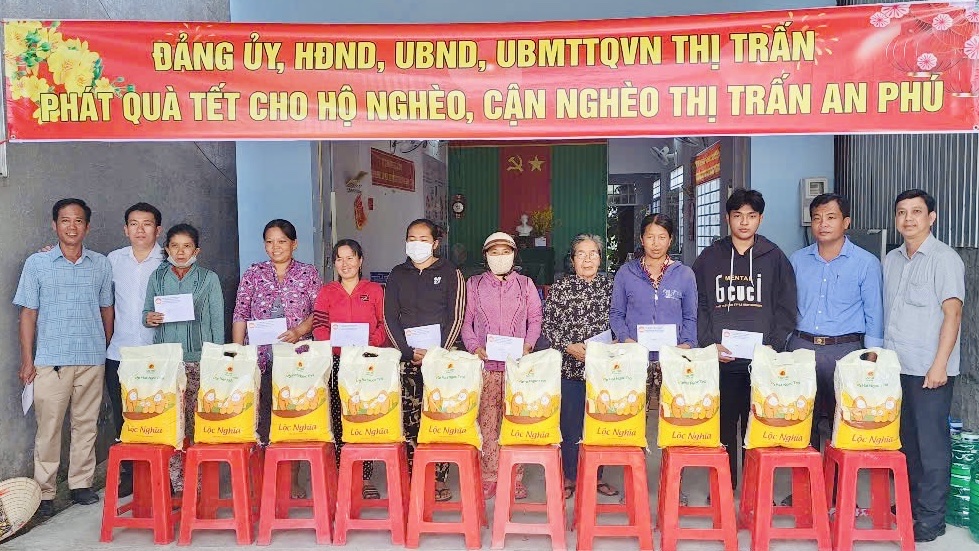 ĐẢNG ỦY, HĐND, UBND, UBMTTQVN THỊ TRẤN
PHÁT QUÀ TẾT CHO HỘ NGHÈO, CẬN NGHÈO THỊ TRẤN AN PHÚ
MENTAL
Lộc Nghĩa
Lộc Nghĩa
Lộc Nghĩa
Lộc Nghĩa
Lộc Nghĩa
Lộc Nghĩa
Lộc Nghĩa
Lộc Nghĩa
Lộc Nghĩa
Lộc Nghĩa